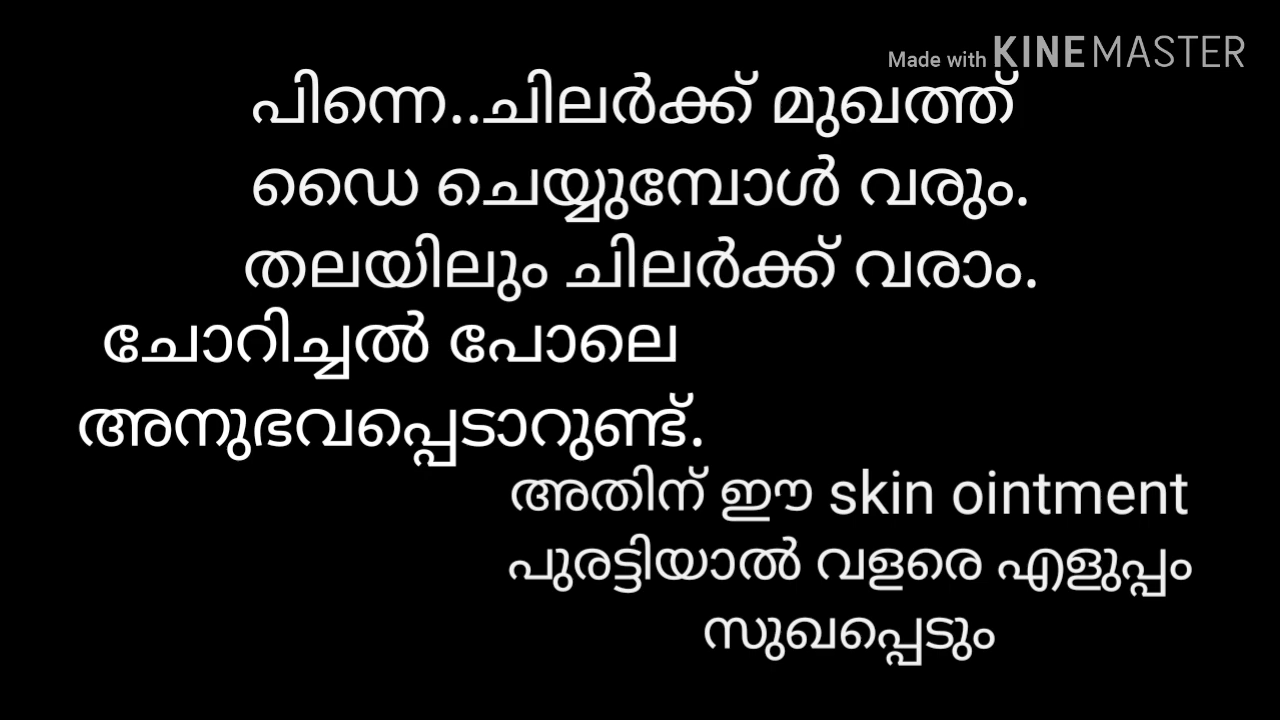 Made with KINEMASTER
പിന്നെ..ചിലർക്ക് മുഖത്ത്
ഡൈ ചെയ്യുമ്പോൾ വരും.
തലയിലും ചിലർക്ക് വരാം.
ചോറിച്ചൽ പോലെ
അനുഭവപ്പെടാറുണ്ട്.
അതിന് ഈ skin ointment
പുരട്ടിയാൽ വളരെ എളുപ്പം
സുഖപ്പെടും